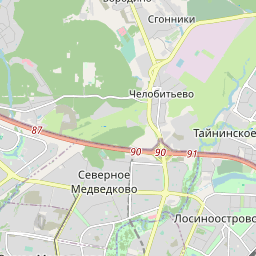 Бородино
Сгонники
Челобитьево
87
Тайнинское
90
90
91
Северное
Медведково
Лосиноостровс